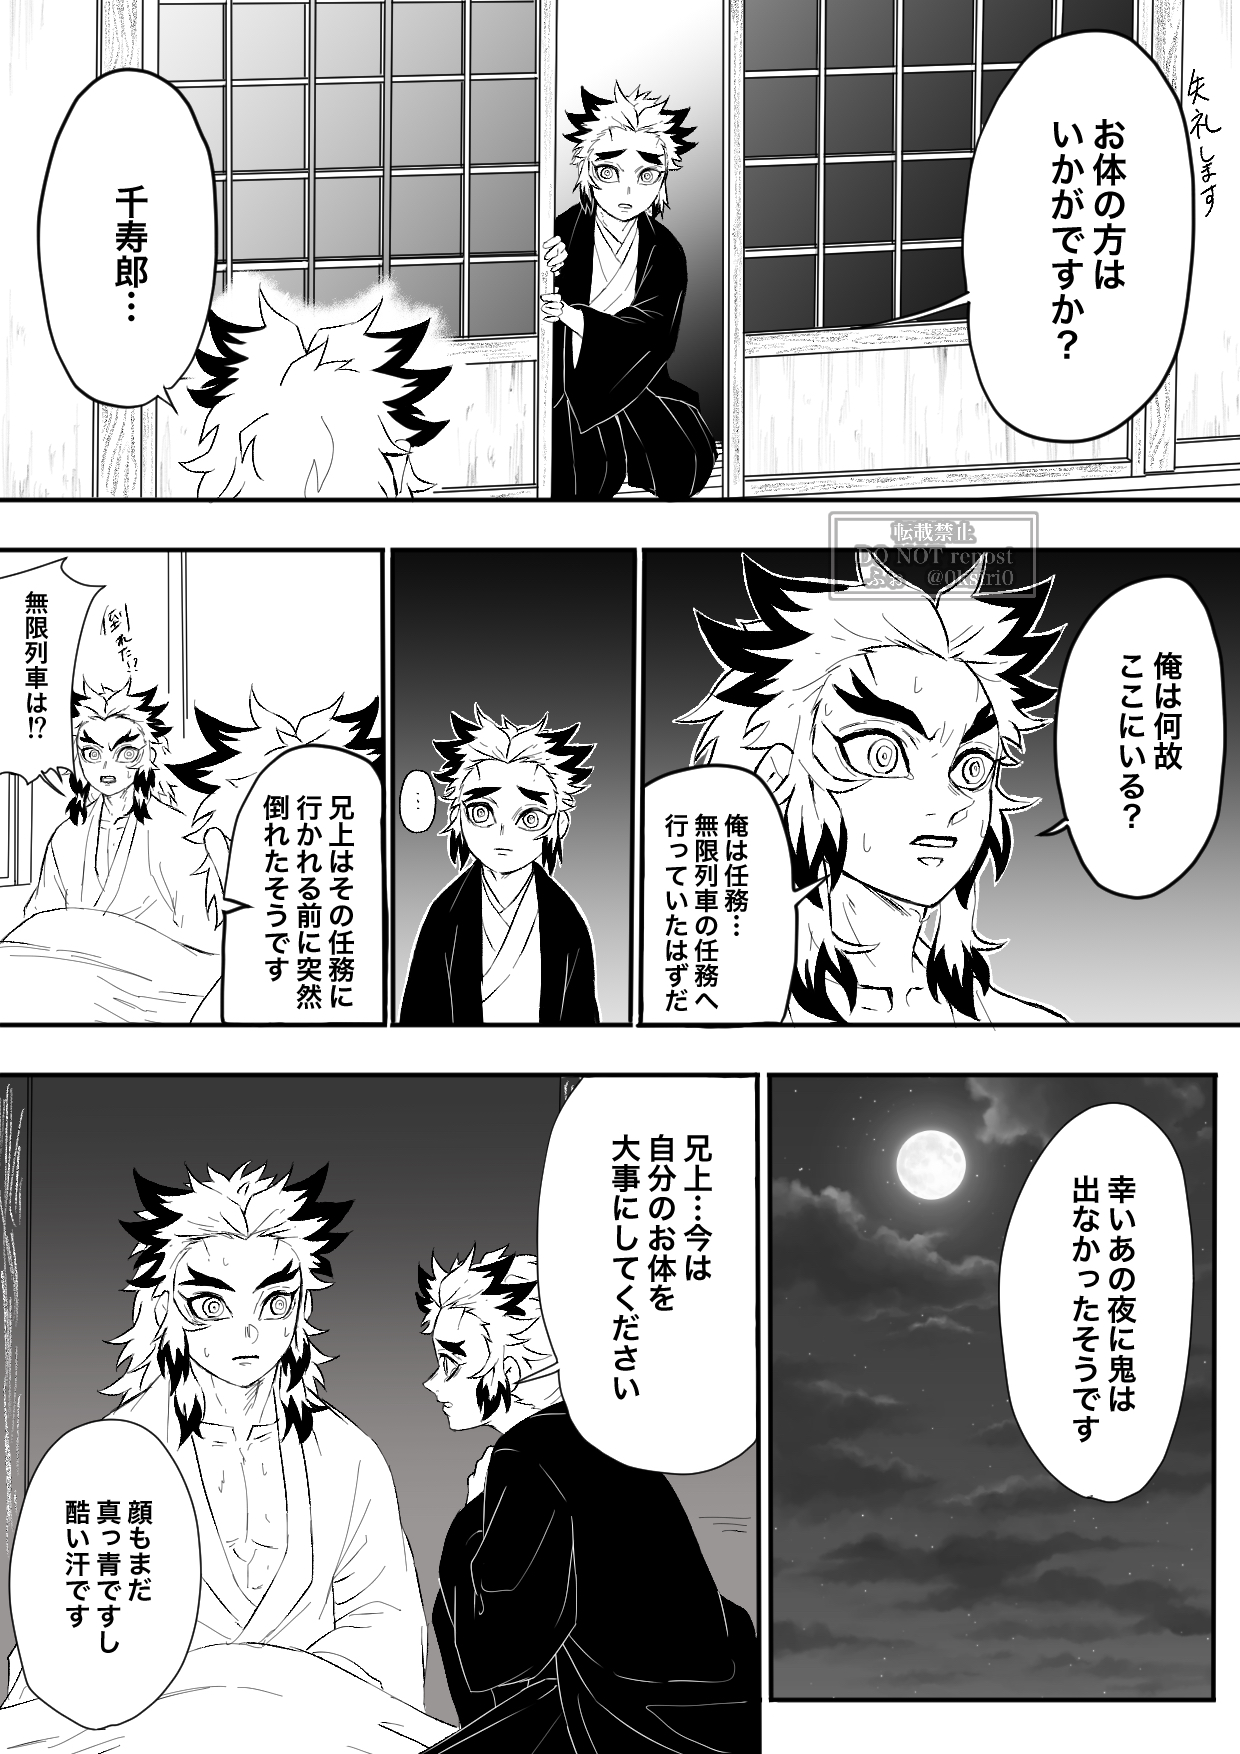 失礼します
お体の方は
いかがですか？
千寿郎…
転載禁止
DO NOT repost
ふぉ　@0ksiri0
俺は何故
ここにいる？
俺は任務…
無限列車の任務へ
行っていたはずだ
…
兄上はその任務に
行かれる前に突然
倒れたそうです
倒れた!?
無限列車は!?
幸いあの夜に鬼は
出なかったそうです
兄上…今は
自分のお体を
大事にしてください
顔もまだ
真っ青ですし
酷い汗です